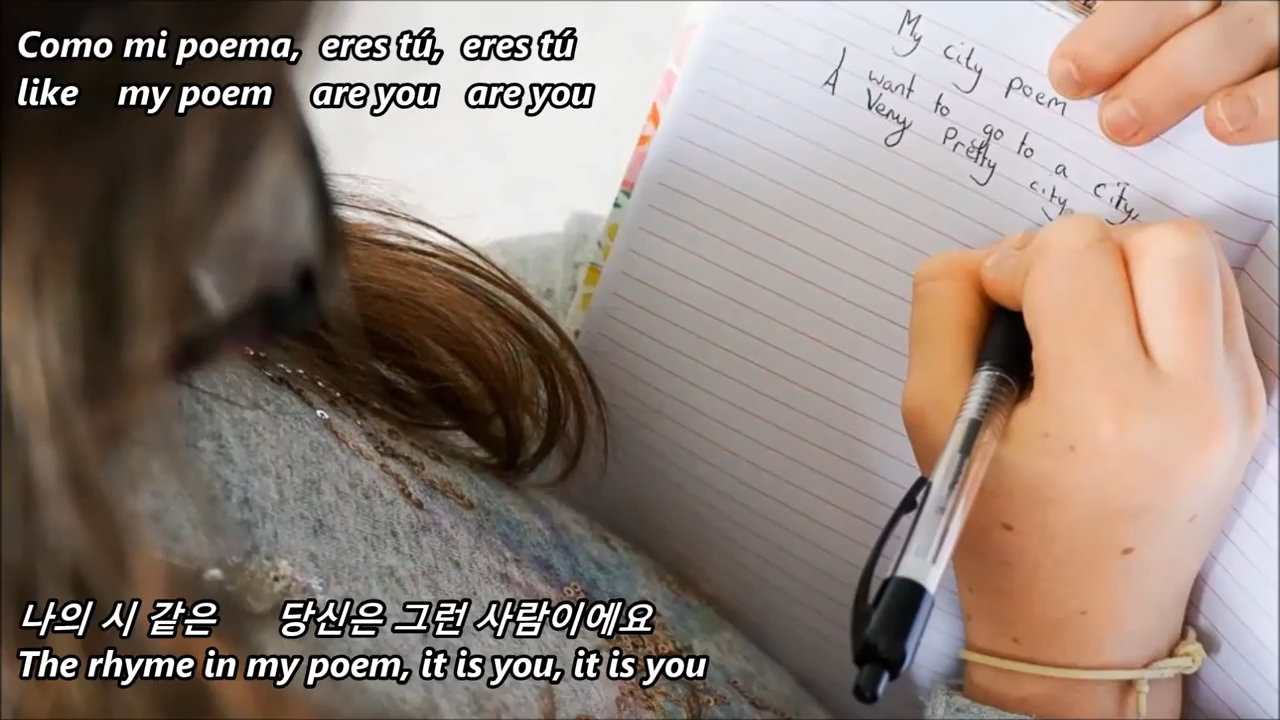 Como mi poema, eres tú, eres tú
like my poem are you are you
My city poem
I want to go to a city,
A Very Pretty city
나의 시 같은 당신은 그런 사람이에요
The rhyme in my poem, it is you, it is you